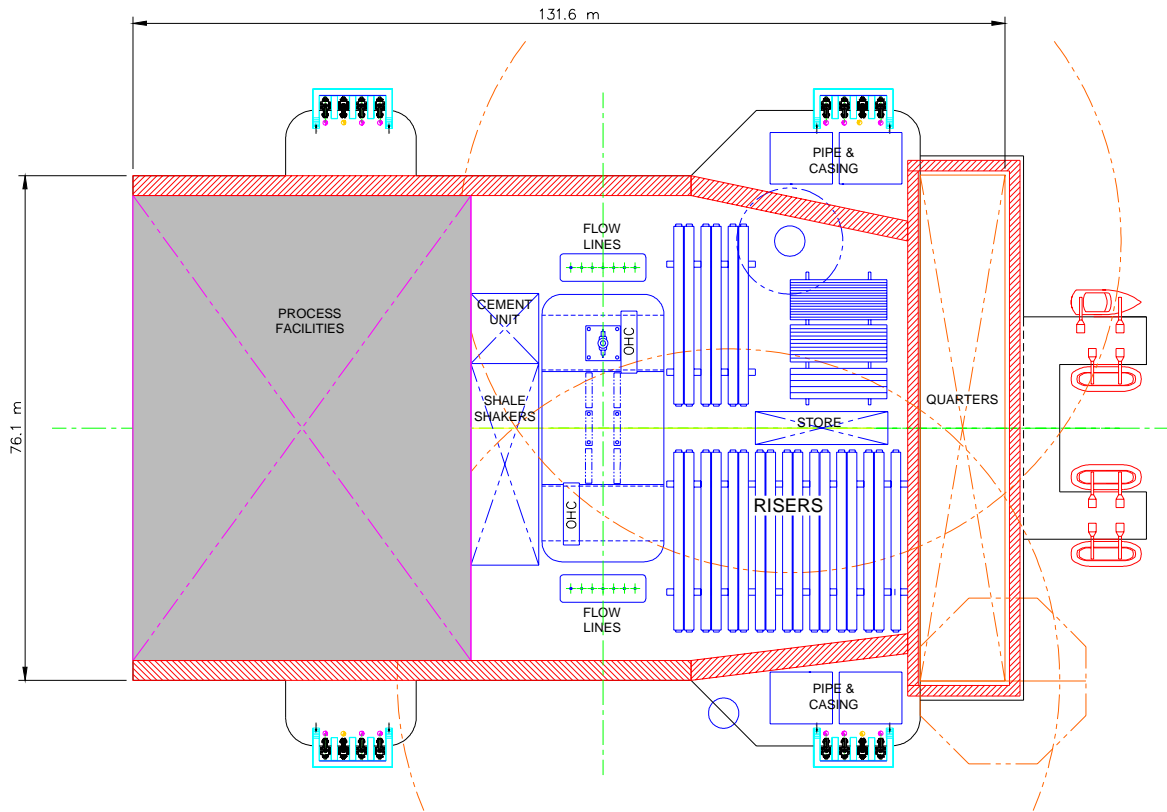 131.6 m
PIPE &
CASING
FLOW
LINES
PROCESS
FACILITIES
CEMENT
UNIT
OHC
76.1 m
SHALE
SHAKERS
QUARTERS
STORE
RISERS
OHC
FLOW
LINES
PIPE &
CASING